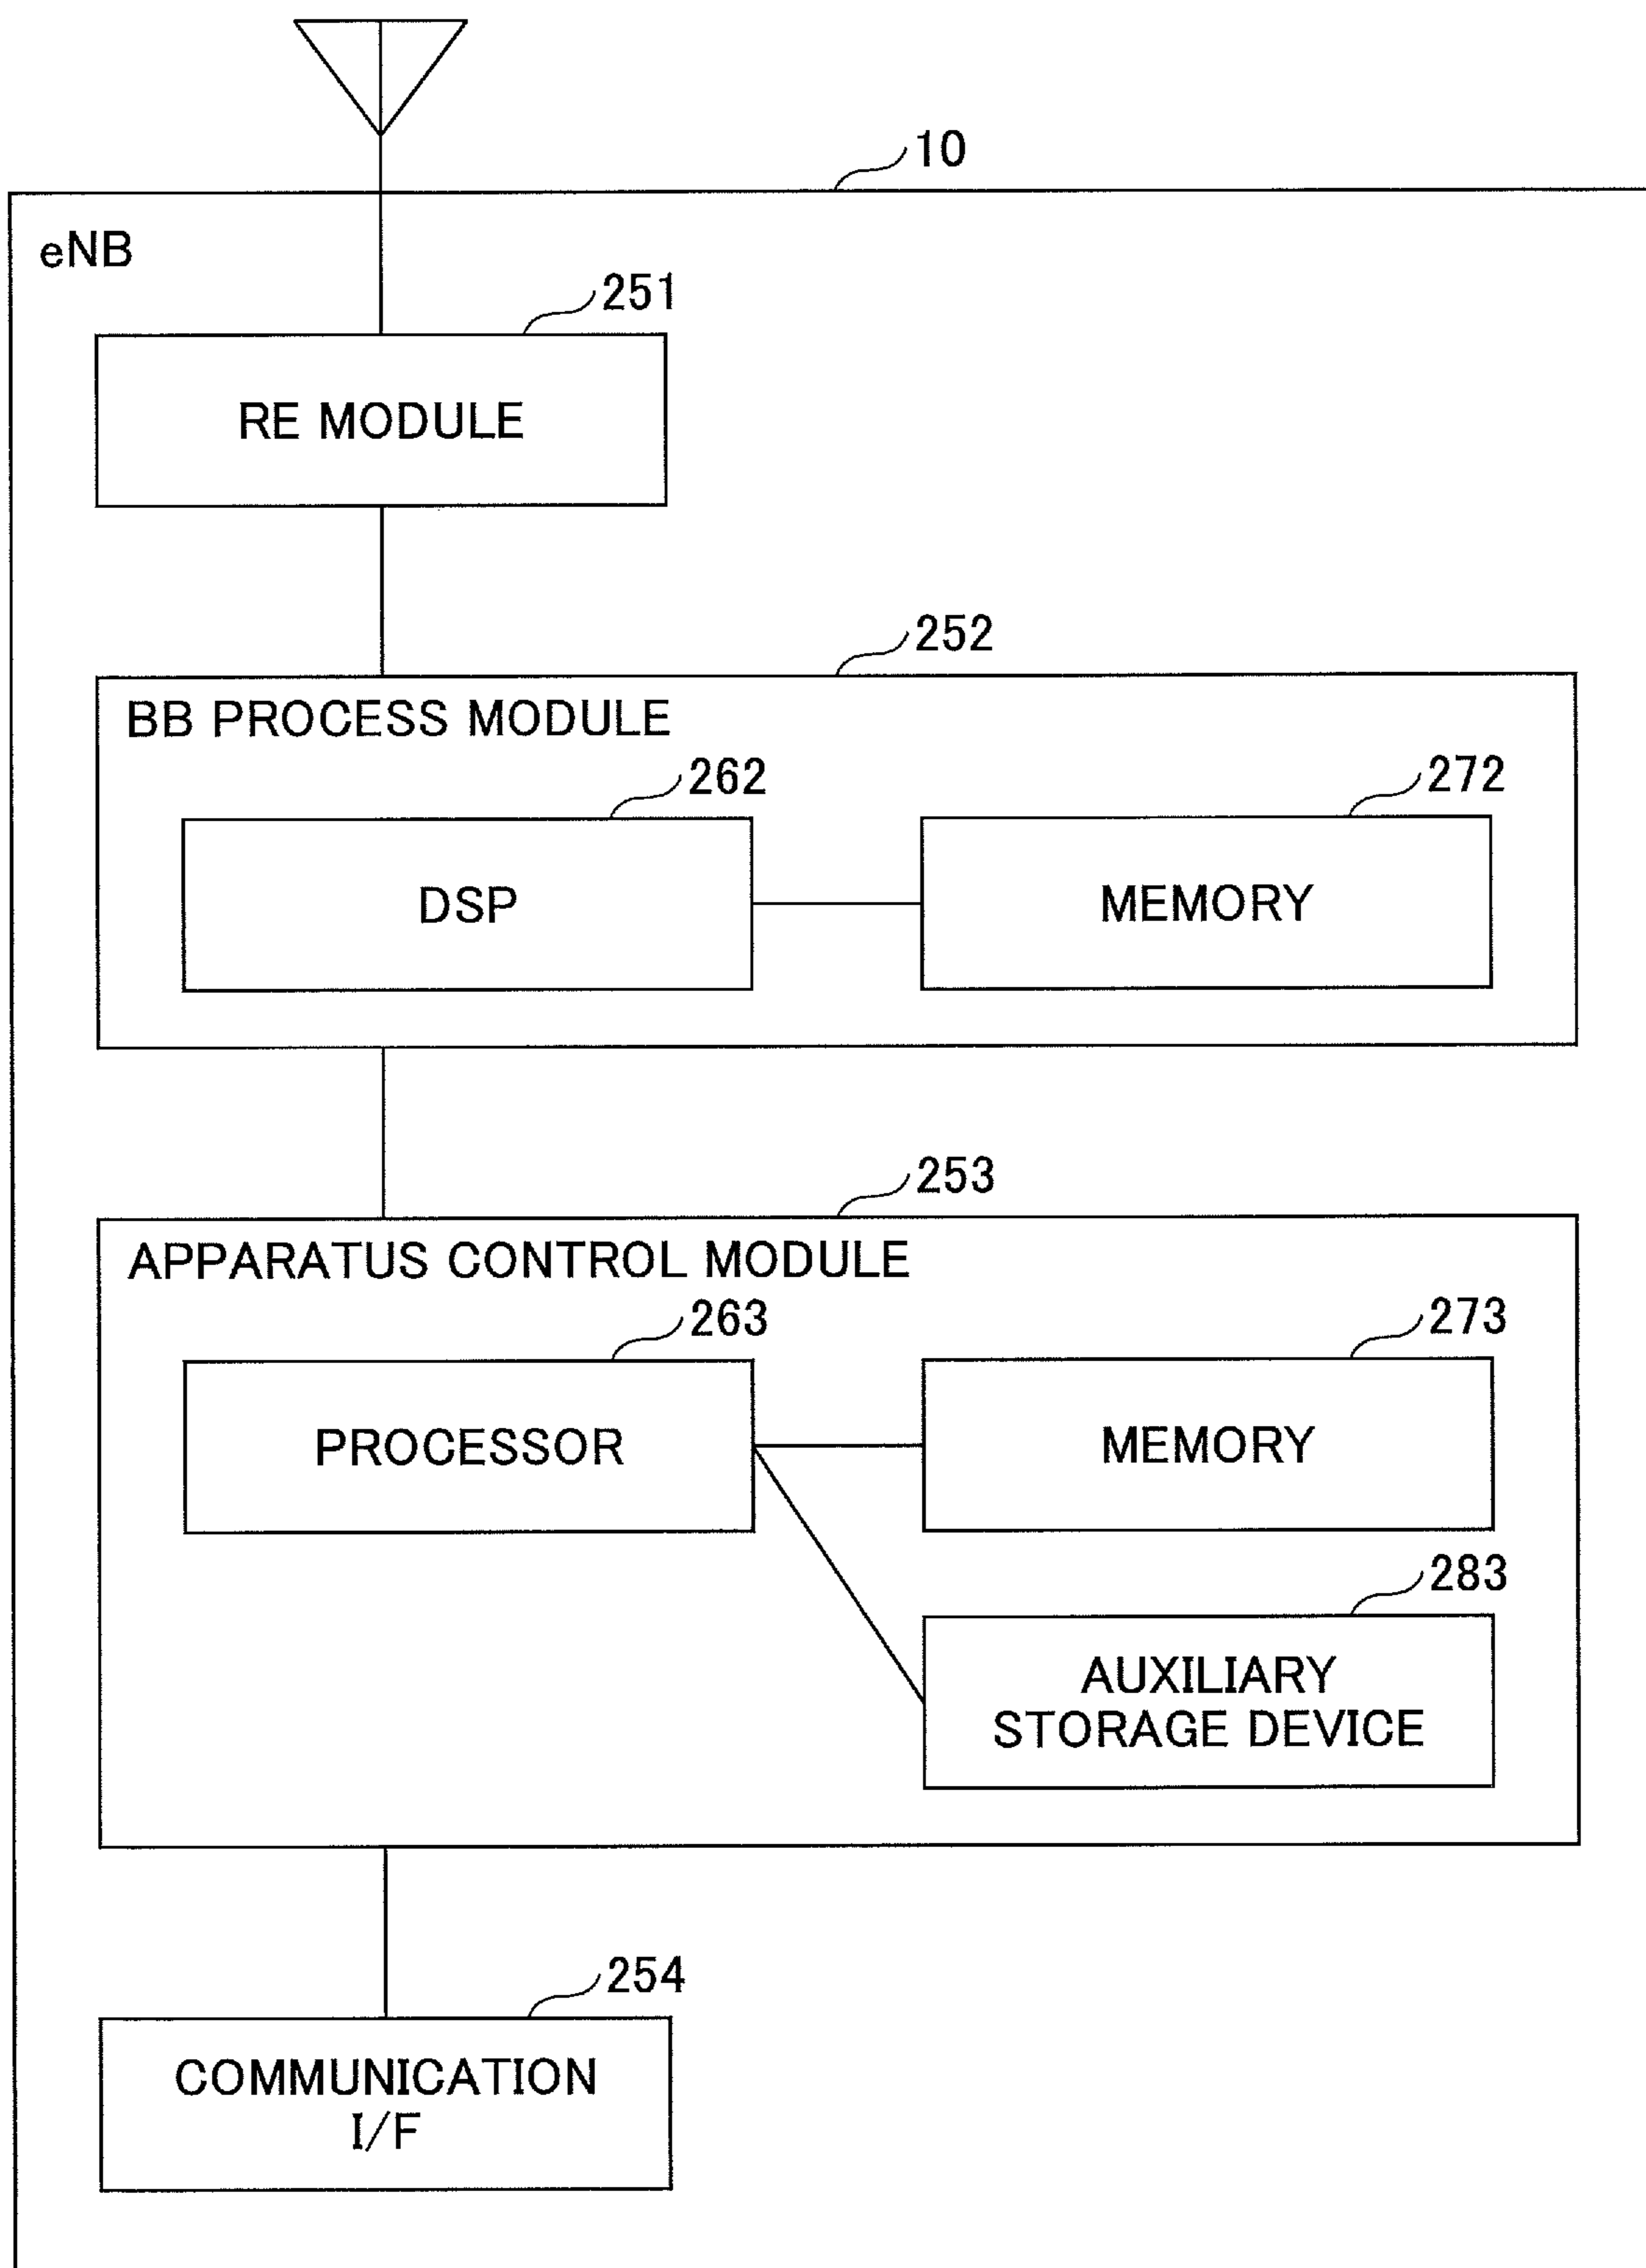 10
eNB
251
RE MODULE
252
BB PROCESS MODULE
262
272
DSP
MEMORY
253
APPARATUS CONTROL MODULE
263
273
PROCESSOR
MEMORY
283
AUXILIARY
STORAGE DEVICE
254
COMMUNICATION
I/F